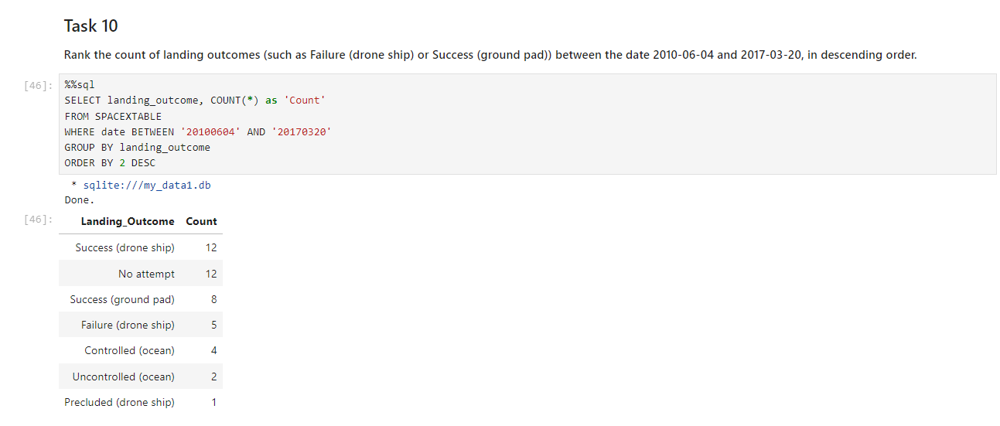 Task 10
Rank the count of landing outcomes (such as Failure (drone ship) or Success (ground pad)) between the date 2010-06-04 and 2017-03-20, in descending order.
[46]: %%sql
SELECT landing_outcome, COUNT(*) as 'Count'
FROM SPACEXTABLE
WHERE date BETWEEN '20100604' AND '20170320'
GROUP BY landing_outcome
ORDER BY 2 DESC
* sqlite:///my_data1.db
Done.
[46]: Landing_Outcome Count
Success (drone ship) 12
No attempt 12
Success (ground pad) 8
Failure (drone ship) 5
Controlled (ocean) 4
Uncontrolled (ocean) 2
Precluded (drone ship) 1